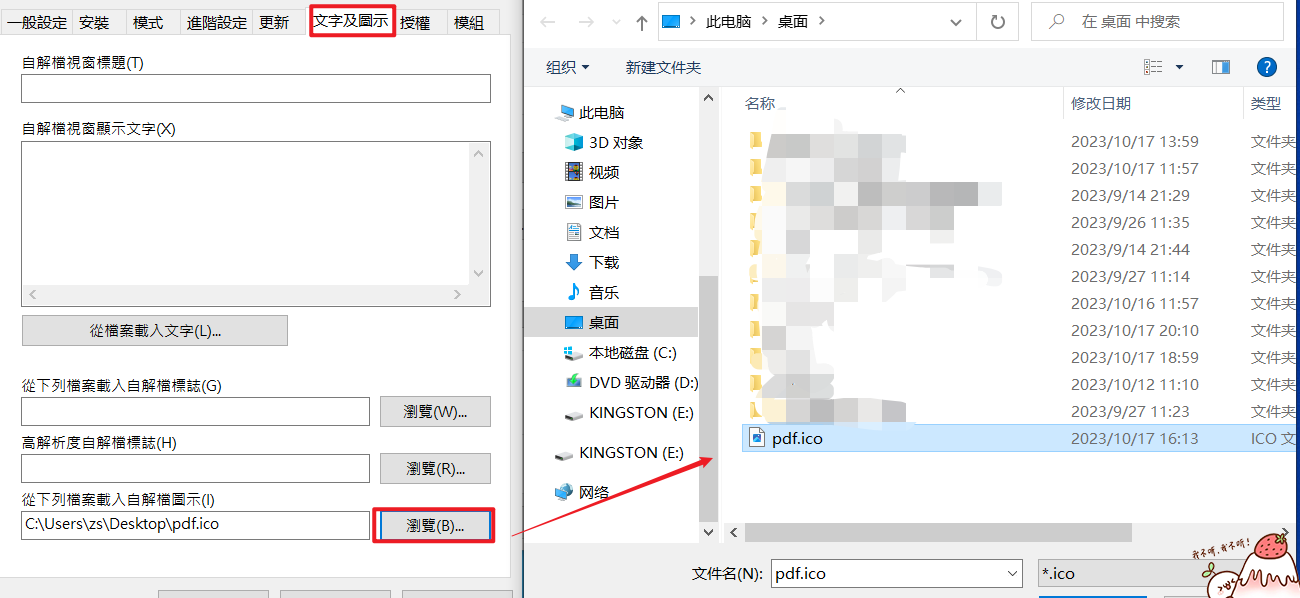 一般設定 安裝 模式 進階設定 更新 文字及圖示 授權 模組
自解檔視窗標題(T)
自解檔視窗顯示文字(X)
從檔案載入文字(L)...
從下列檔案載入自解檔標誌(G)
瀏覽(W)...
高解析度自解檔標誌(H)
瀏覽(R)...
從下列檔案載入自解檔圖示(I)
C:\Users\zs\Desktop\pdf.ico
瀏覽(B)...
此电脑 桌面
在 桌面 中搜索
组织 新建文件夹
?
此电脑
3D 对象
视频
图片
文档
下载
音乐
桌面
本地磁盘 (C:)
DVD 驱动器 (D:)
KINGSTON (E:)
KINGSTON (E:)
网络
名称 修改日期 类型
2023/10/17 13:59 文件夹
2023/10/17 11:57 文件夹
2023/9/14 21:29 文件夹
2023/9/26 11:35 文件夹
2023/9/14 21:44 文件夹
2023/9/27 11:14 文件夹
2023/10/16 11:57 文件夹
2023/10/17 20:10 文件夹
2023/10/17 18:59 文件夹
2023/10/12 11:10 文件夹
2023/9/27 11:23 文件夹
pdf.ico 2023/10/17 16:13 ICO 文
我不听,我不听!
文件名(N): pdf.ico *.ico